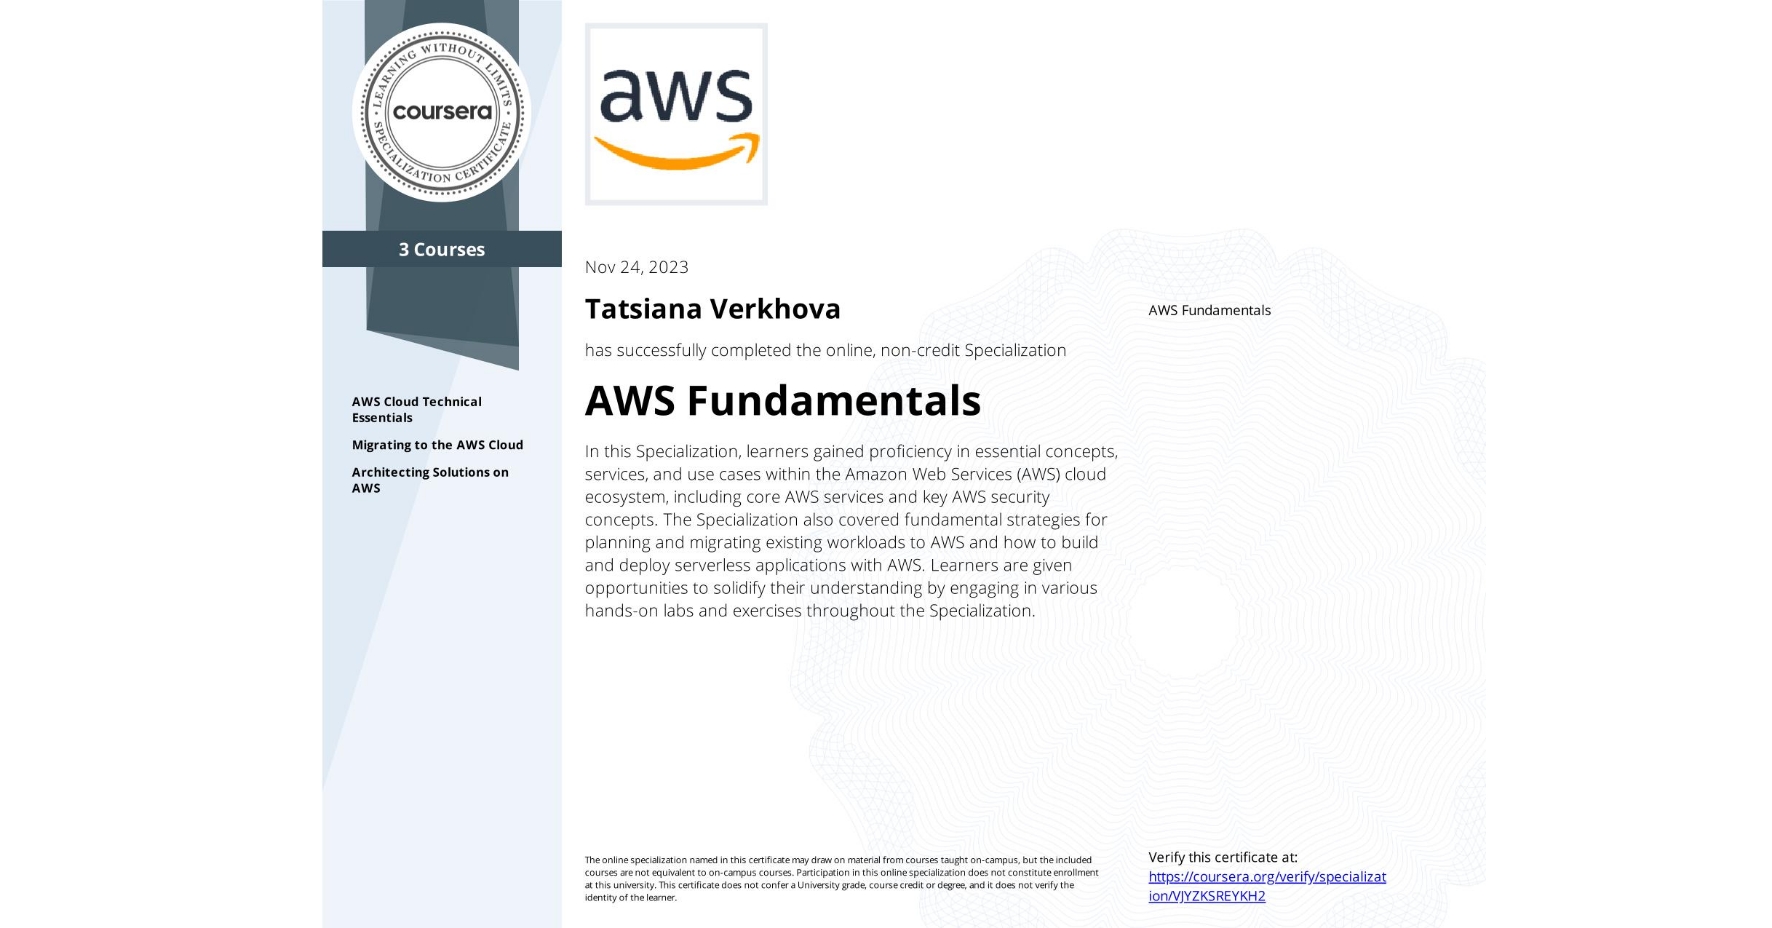 LEARNING WITHOUT LIMITS
coursera
SPECIALIZATION CERTIFICATE
3 Courses
AWS Cloud Technical
Essentials
Migrating to the AWS Cloud
Architecting Solutions on
AWS
aws
Nov 24, 2023
Tatsiana Verkhova
has successfully completed the online, non-credit Specialization
AWS Fundamentals
In this Specialization, learners gained proficiency in essential concepts,
services, and use cases within the Amazon Web Services (AWS) cloud
ecosystem, including core AWS services and key AWS security
concepts. The Specialization also covered fundamental strategies for
planning and migrating existing workloads to AWS and how to build
and deploy serverless applications with AWS. Learners are given
opportunities to solidify their understanding by engaging in various
hands-on labs and exercises throughout the Specialization.
AWS Fundamentals
The online specialization named in this certificate may draw on material from courses taught on-campus, but the included
courses are not equivalent to on-campus courses. Participation in this online specialization does not constitute enrollment
at this university. This certificate does not confer a University grade, course credit or degree, and it does not verify the
identity of the learner.
Verify this certificate at:
https://coursera.org/verify/specializat
ion/VJYZKSREYKH2